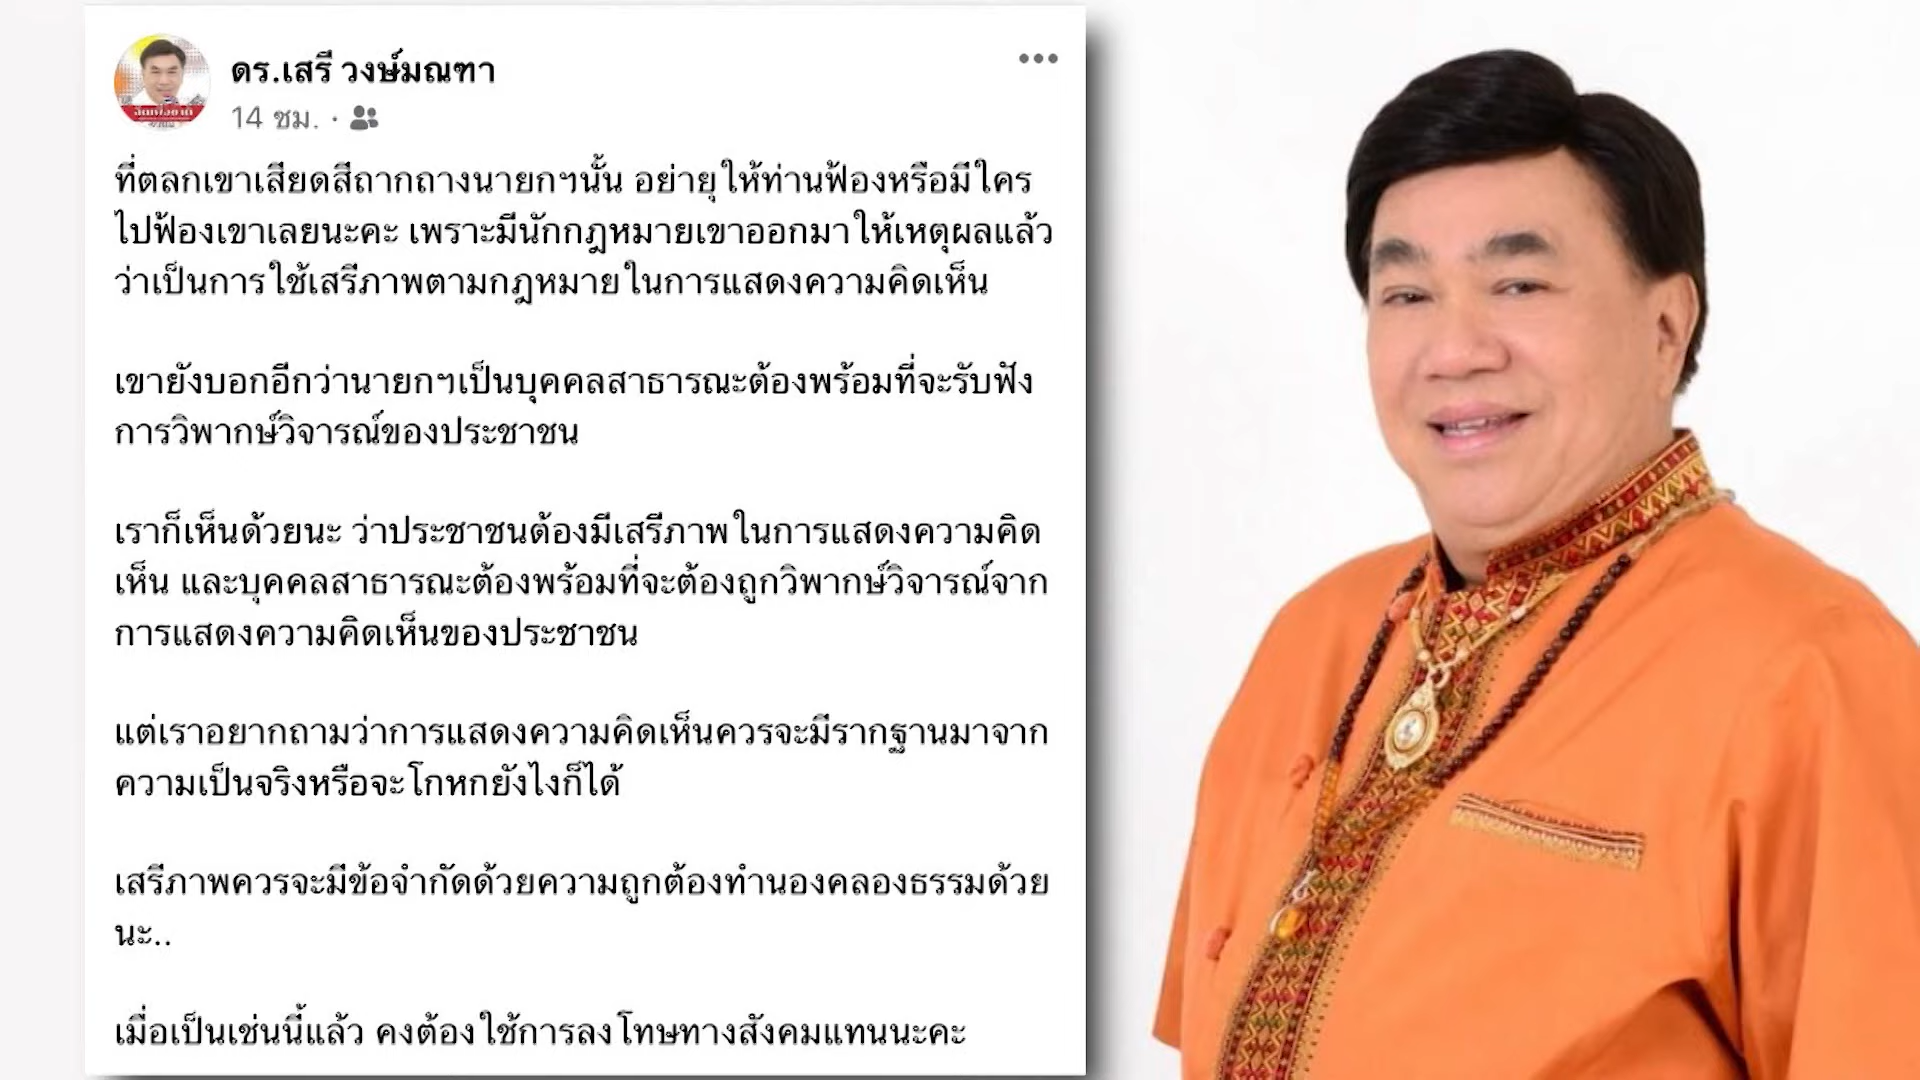 ดร.เสรี วงษ์มณฑา
14 ชม. ·
ที่ตลกเขาเสียดสีถากถางนายกฯนั้น อย่ายุให้ท่านฟ้องหรือมีใคร
ไปฟ้องเขาเลยนะคะ เพราะมีนักกฎหมายเขาออกมาให้เหตุผลแล้ว
ว่าเป็นการใช้เสรีภาพตามกฎหมายในการแสดงความคิดเห็น
เขายังบอกอีกว่านายกฯเป็นบุคคลสาธารณะต้องพร้อมที่จะรับฟัง
การวิพากษ์วิจารณ์ของประชาชน
เราก็เห็นด้วยนะ ว่าประชาชนต้องมีเสรีภาพในการแสดงความคิด
เห็น และบุคคลสาธารณะต้องพร้อมที่จะต้องถูกวิพากษ์วิจารณ์จาก
การแสดงความคิดเห็นของประชาชน
แต่เราอยากถามว่าการแสดงความคิดเห็นควรจะมีรากฐานมาจาก
ความเป็นจริงหรือจะโกหกยังไงก็ได้
เสรีภาพควรจะมีข้อจำกัดด้วยความถูกต้องทำนองคลองธรรมด้วย
นะ..
เมื่อเป็นเช่นนี้แล้ว คงต้องใช้การลงโทษทางสังคมแทนนะคะ